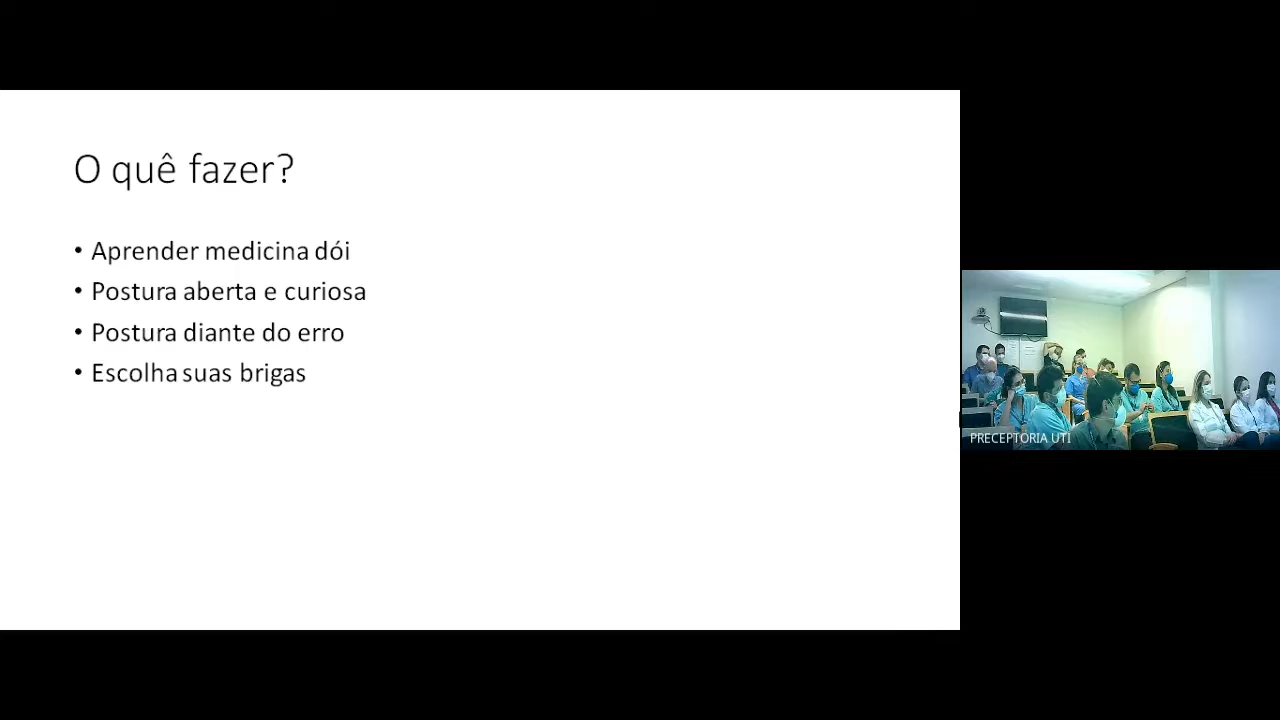 O quê fazer?
• Aprender medicina dói
• Postura aberta e curiosa
• Postura diante do erro
• Escolha suas brigas
PRECEPTORIA UTI